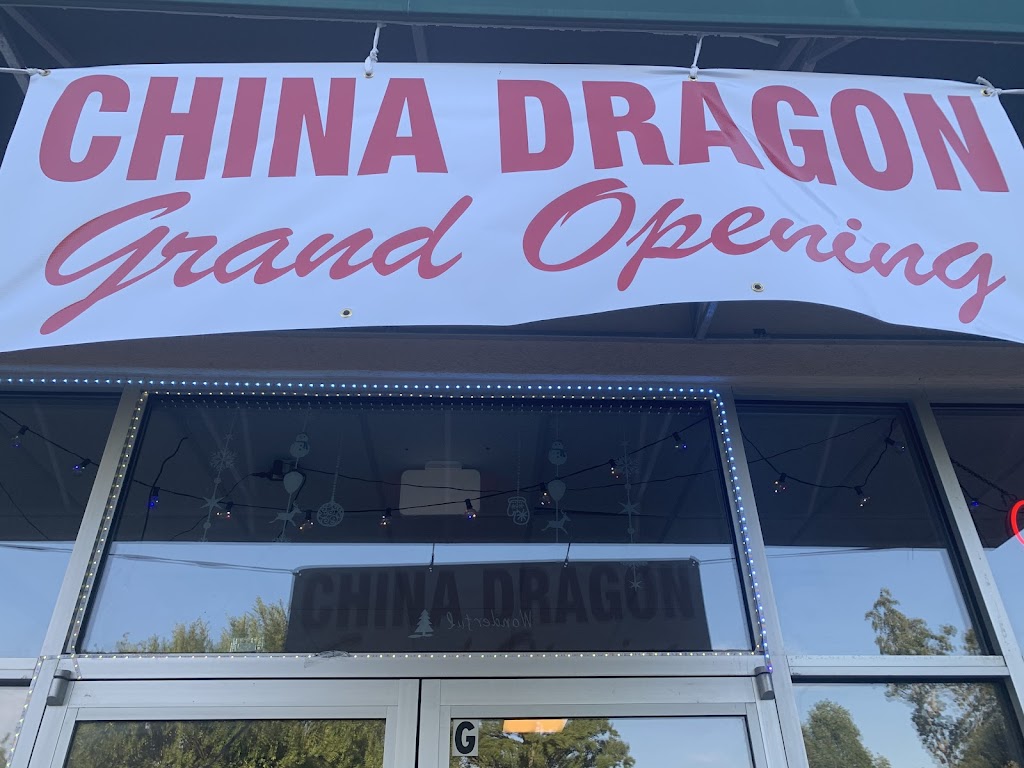 CHINA DRAGON
Grand Opening
CHINA DRAGON
Wonderful
G